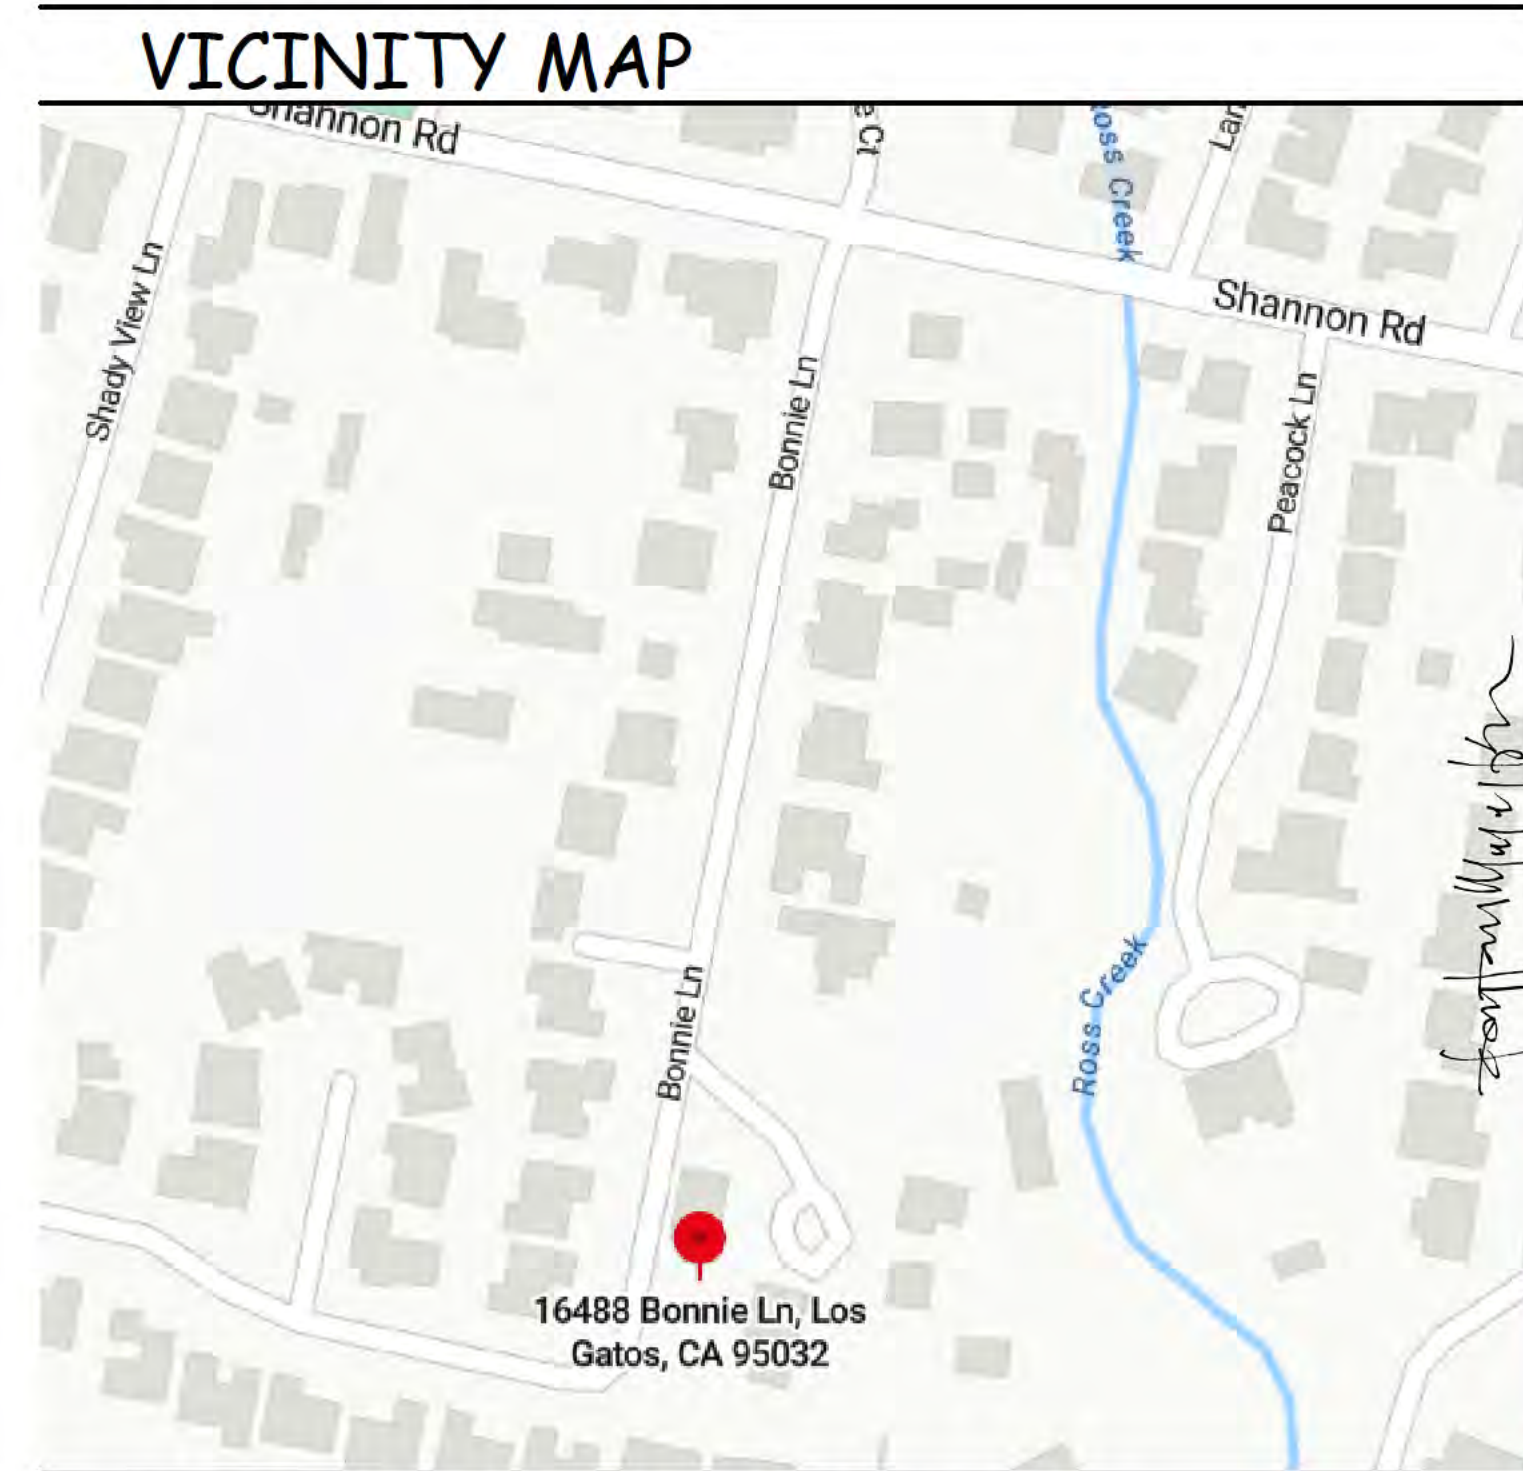 VICINITY MAP
Shannon Rd
e Ct
Ross Creek
Lan
Shady View Ln
Shannon Rd
Bonnie Ln
Peacock Ln
Ross Creek
Bonnie Ln
16488 Bonnie Ln, Los
Gatos, CA 95032